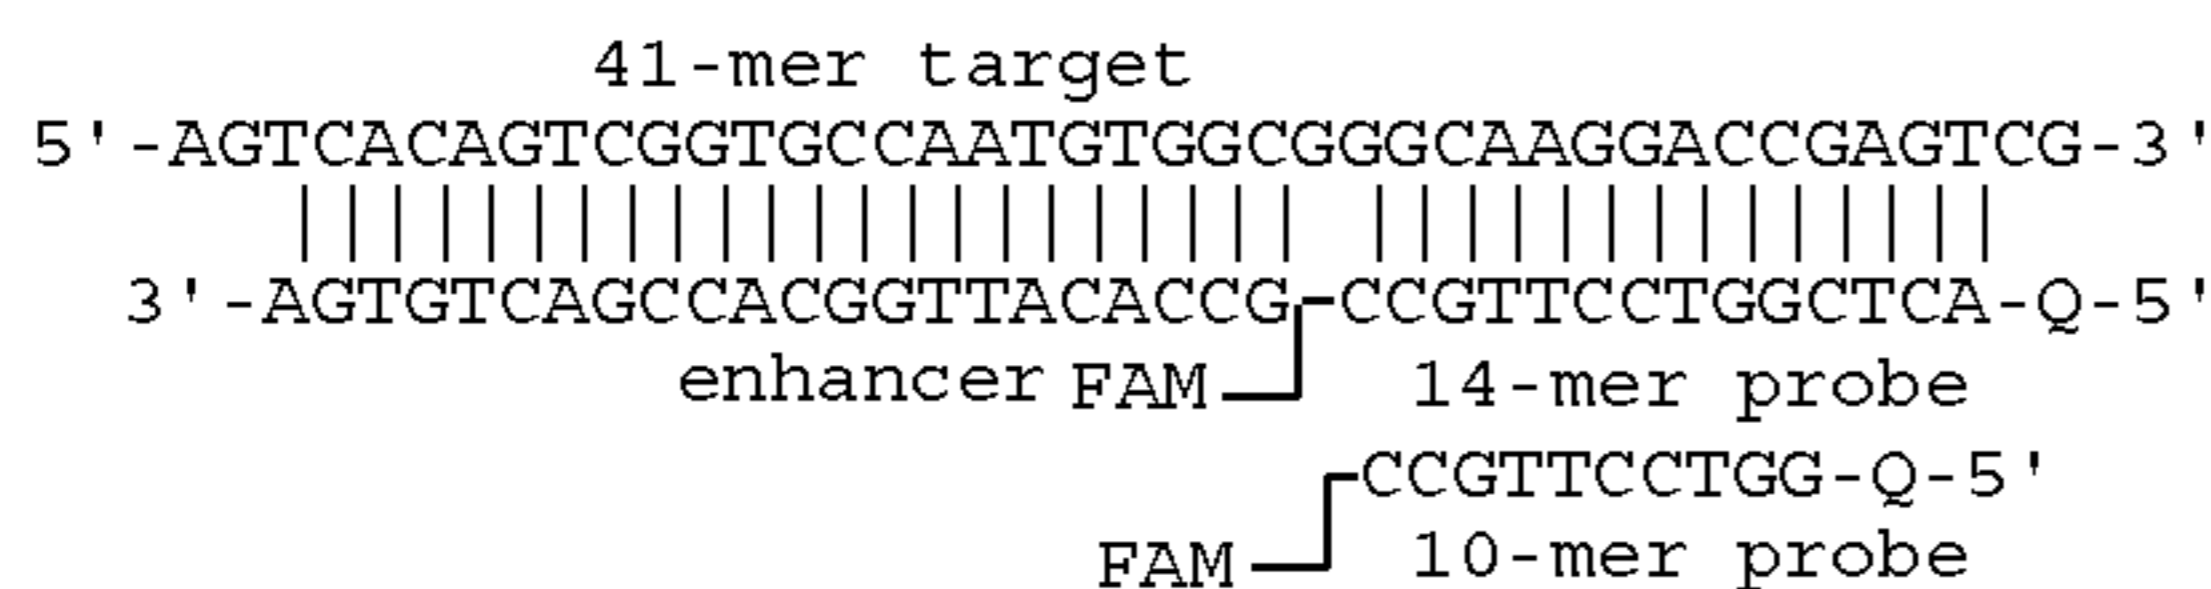 41-mer target
5'-AGTCACAGTCGGTGCCAATGTGGCGGGCAAGGACCGAGTCG-3'
3'-AGTGTCAGCCACGGTTACACCG-CCGTTCCTGGCTCA-Q-5'
enhancer FAM 14-mer probe
CCGTTCCTGG-Q-5'
FAM 10-mer probe